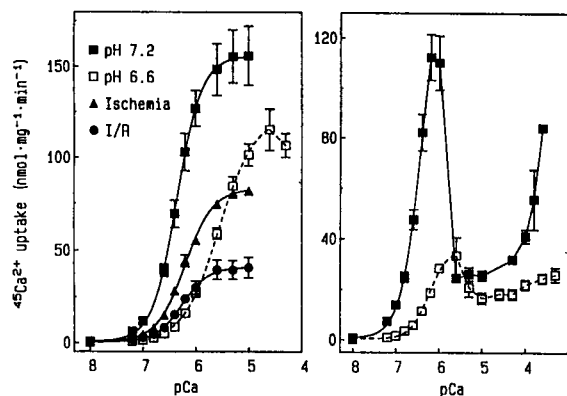 ⁴⁵Ca²⁺ uptake (nmol·mg⁻¹·min⁻¹)
150
100
50
0
pH 7.2
pH 6.6
Ischemia
I/R
8 7 6 5
pCa
120
80
40
0
8 7 6 5 4
pCa